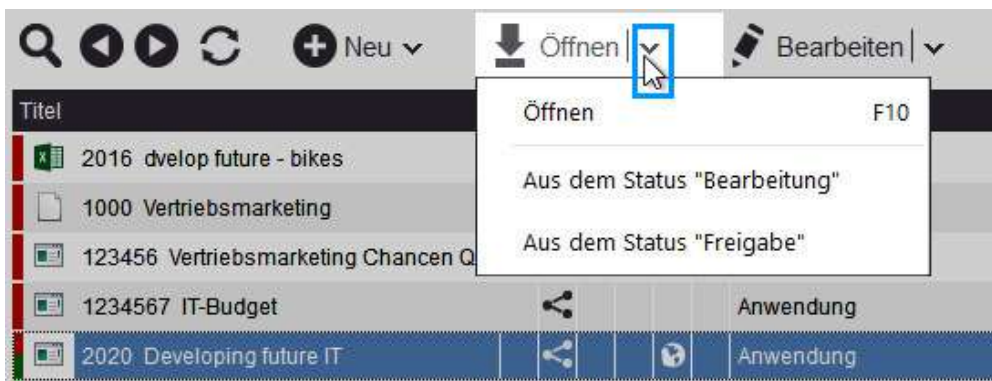 Neu Öffnen Bearbeiten
Titel
Öffnen F10
2016 dvelop future - bikes
Aus dem Status "Bearbeitung"
1000 Vertriebsmarketing
Aus dem Status "Freigabe"
123456 Vertriebsmarketing Chancen Q
1234567 IT-Budget Anwendung
2020 Developing future IT Anwendung